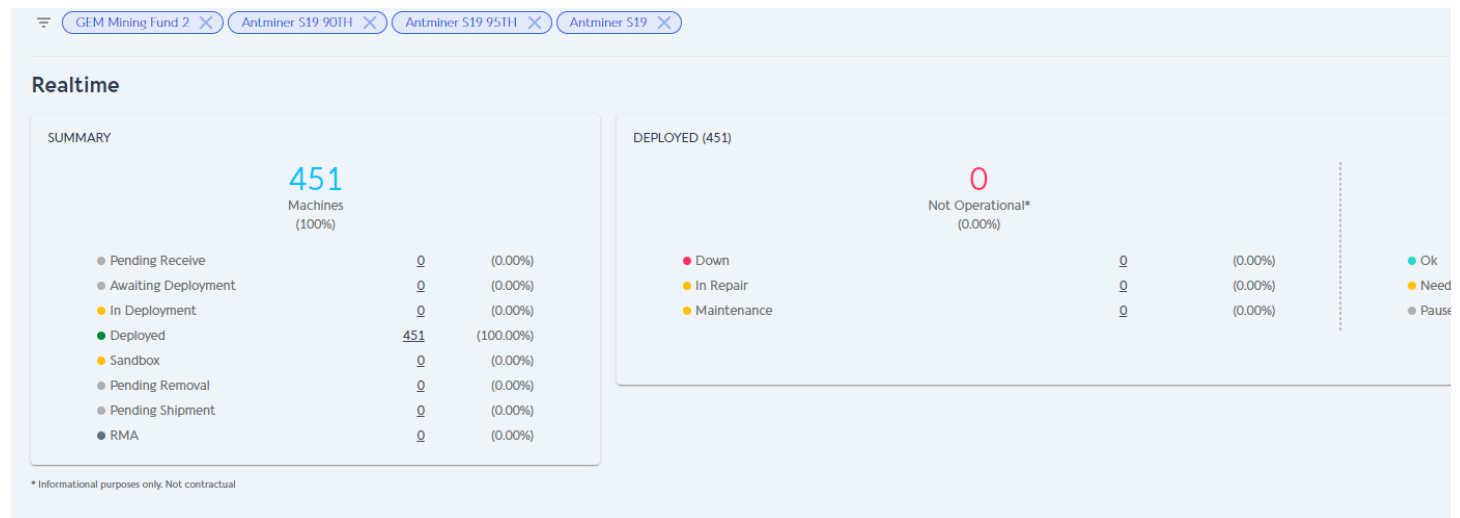 GEM Mining Fund 2 Antminer S19 90TH Antminer S19 95TH Antminer S19
Realtime
SUMMARY
451
Machines
(100%)
Pending Receive 0 (0.00%)
Awaiting Deployment 0 (0.00%)
In Deployment 0 (0.00%)
Deployed 451 (100.00%)
Sandbox 0 (0.00%)
Pending Removal 0 (0.00%)
Pending Shipment 0 (0.00%)
RMA 0 (0.00%)
DEPLOYED (451)
0
Not Operational*
(0.00%)
Down 0 (0.00%)
In Repair 0 (0.00%)
Maintenance 0 (0.00%)
Ok
Need
Pause
* Informational purposes only. Not contractual